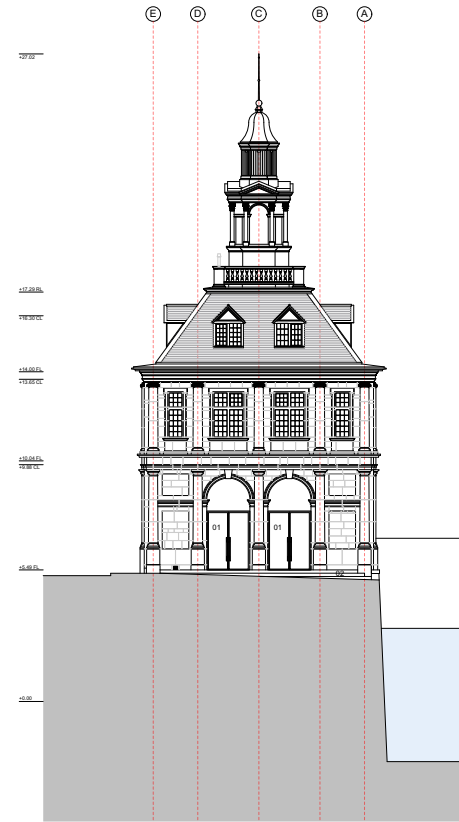 E D C B A
+27.02
+17.29 RL
+16.30 CL
+14.00 FL
+13.65 CL
+10.04 FL
+9.88 CL
01 01
+5.49 FL
02
+0.00